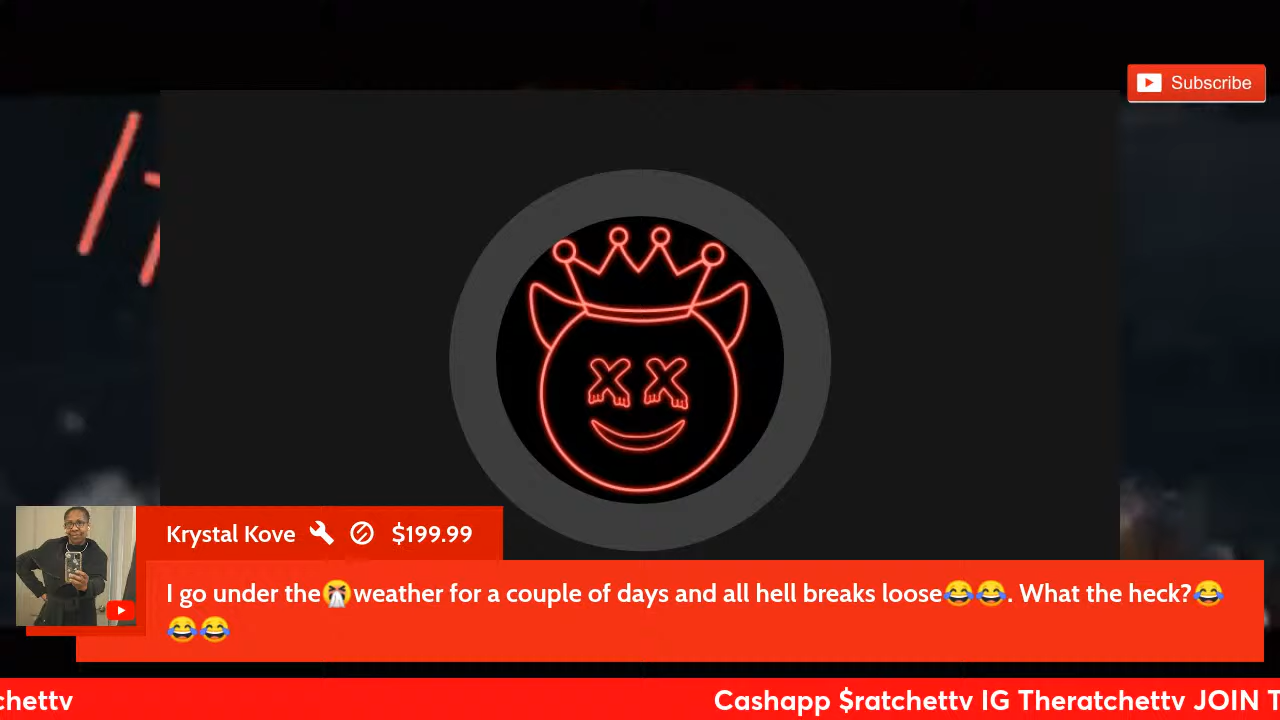 Subscribe
Krystal Kove $199.99
I go under the🤧weather for a couple of days and all hell breaks loose😂😂. What the heck?😂
😂😂
chettv Cashapp $ratchettv IG Theratchettv JOIN T